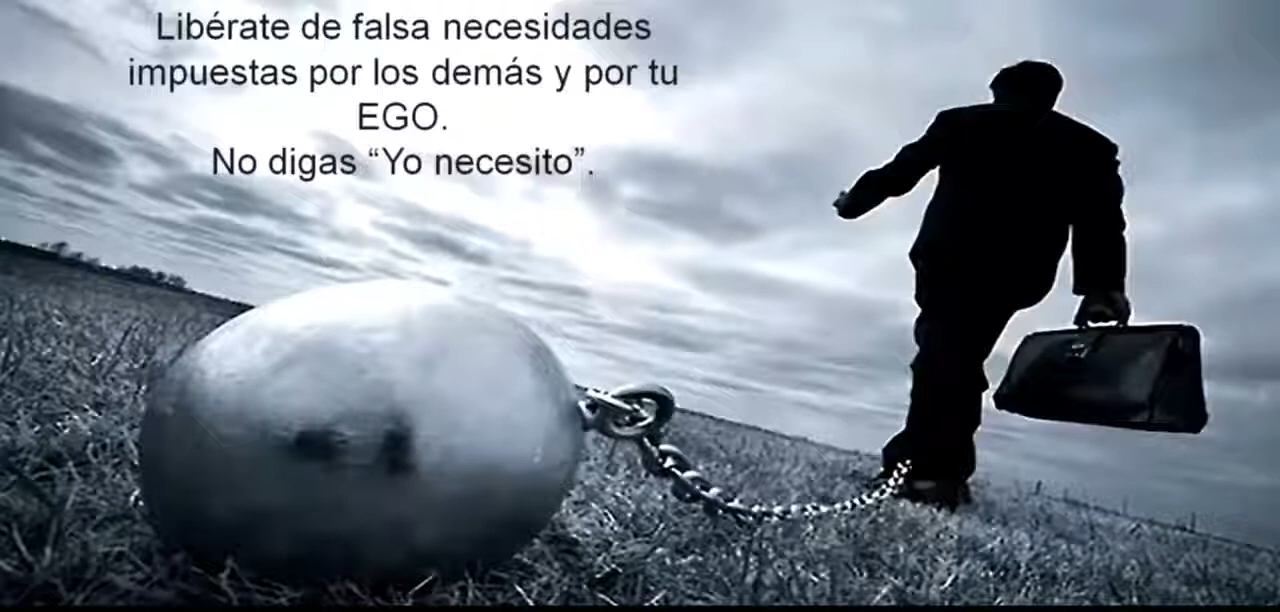 Libérate de falsa necesidades
impuestas por los demás y por tu
EGO.
No digas “Yo necesito”.